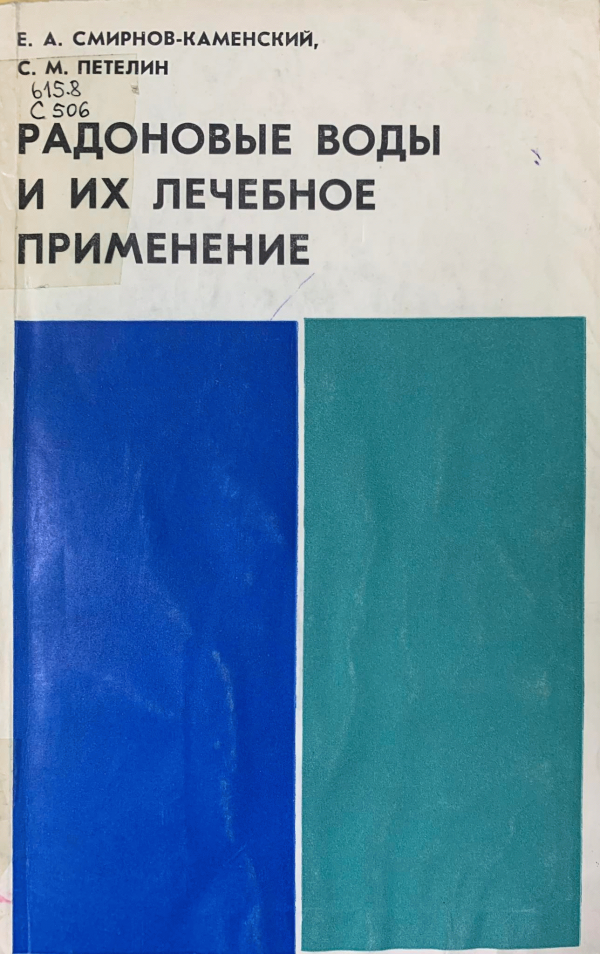 Е. А. СМИРНОВ-КАМЕНСКИЙ,
С. М. ПЕТЕЛИН
615.8
С 506
РАДОНОВЫЕ ВОДЫ
И ИХ ЛЕЧЕБНОЕ
ПРИМЕНЕНИЕ